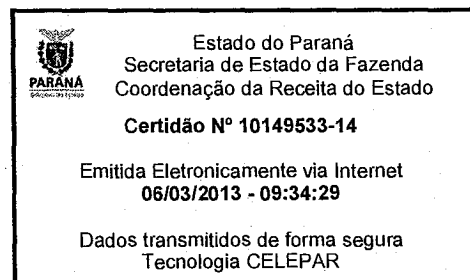 Estado do Paraná
Secretaria de Estado da Fazenda
PARANÁ
Coordenação da Receita do Estado
Certidão Nº 10149533-14
Emitida Eletronicamente via Internet
06/03/2013 - 09:34:29
Dados transmitidos de forma segura
Tecnologia CELEPAR